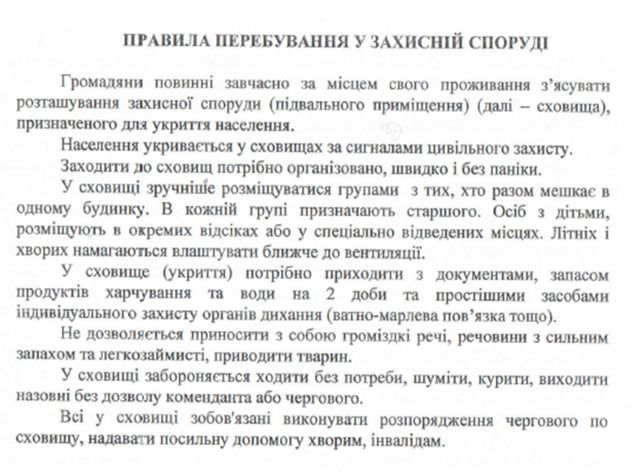 ПРАВИЛА ПЕРЕБУВАННЯ У ЗАХИСНІЙ СПОРУДІ
Громадяни повинні завчасно за місцем свого проживання з’ясувати
розташування захисної споруди (підвального приміщення) (далі – сховища),
призначеного для укриття населення.
Населення укривається у сховищах за сигналами цивільного захисту.
Заходити до сховищ потрібно організовано, швидко і без паніки.
У сховищі зручніше розміщуватися групами з тих, хто разом мешкає в
одному будинку. В кожній групі призначають старшого. Осіб з дітьми,
розміщують в окремих відсіках або у спеціально відведених місцях. Літніх і
хворих намагаються влаштувати ближче до вентиляції.
У сховище (укриття) потрібно приходити з документами, запасом
продуктів харчування та води на 2 доби та простішими засобами
індивідуального захисту органів дихання (ватно-марлева пов’язка тощо).
Не дозволяється приносити з собою громіздкі речі, речовини з сильним
запахом та легкозаймисті, приводити тварин.
У сховищі забороняється ходити без потреби, шуміти, курити, виходити
назовні без дозволу коменданта або чергового.
Всі у сховищі зобов'язані виконувати розпорядження чергового по
сховищу, надавати посильну допомогу хворим, інвалідам.